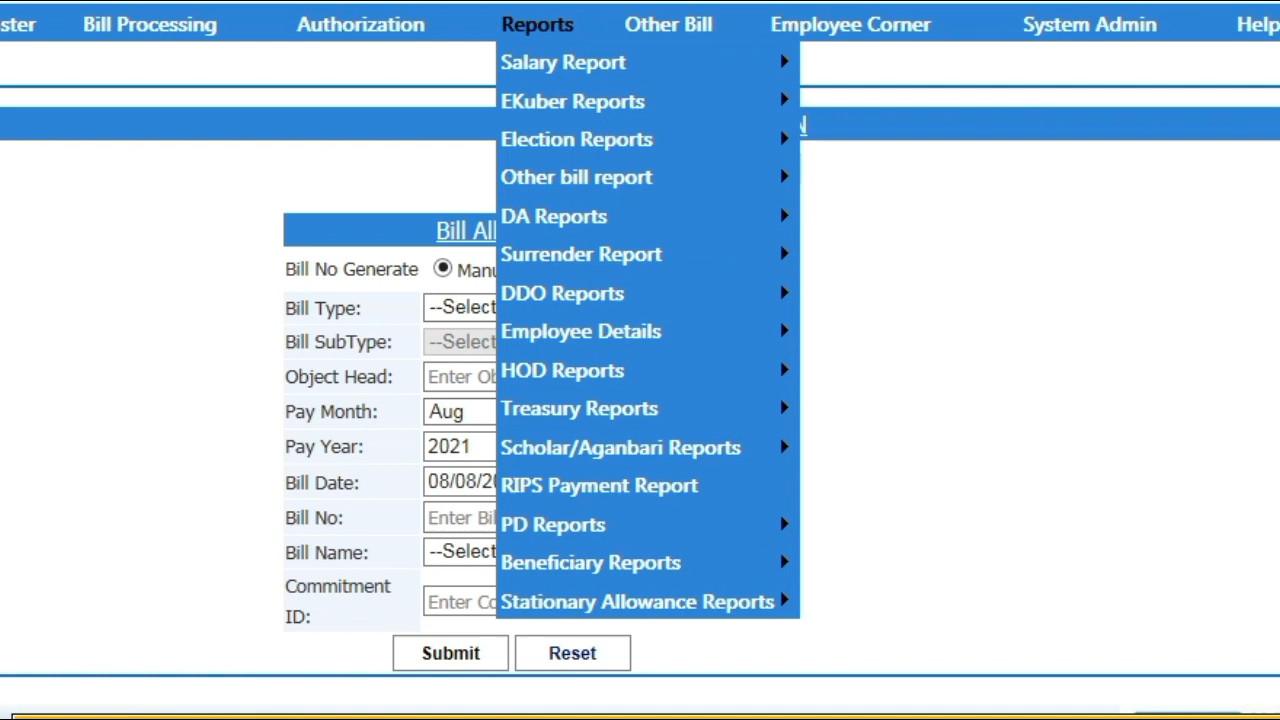 ster Bill Processing Authorization Reports Other Bill Employee Corner System Admin Help
Salary Report
EKuber Reports
Election Reports
N
Other bill report
DA Reports
Bill All
Surrender Report
Bill No Generate Manu
DDO Reports
Bill Type: --Select
Employee Details
Bill SubType: --Select
HOD Reports
Object Head: Enter Ob
Treasury Reports
Pay Month: Aug
Scholar/Aganbari Reports
Pay Year: 2021
RIPS Payment Report
Bill Date: 08/08/20
PD Reports
Bill No: Enter Bil
Beneficiary Reports
Bill Name: --Select
Stationary Allowance Reports
Commitment
ID: Enter Co
Submit Reset